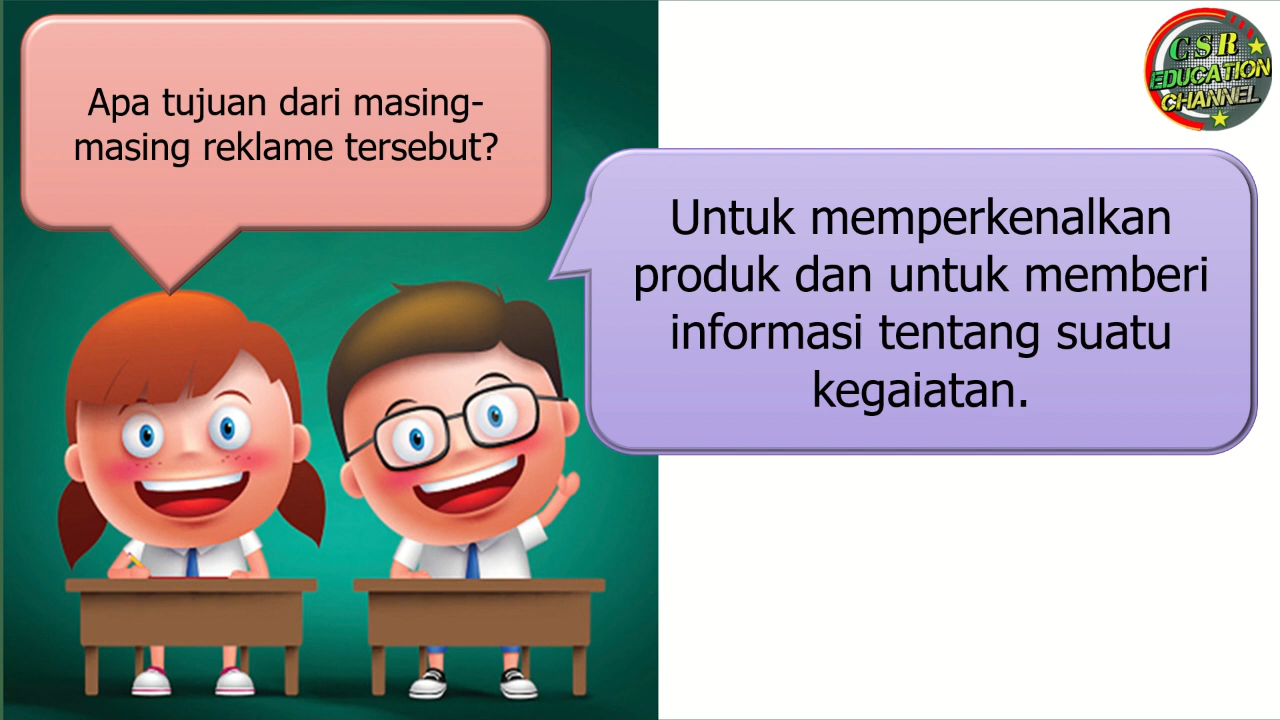 Apa tujuan dari masing-
masing reklame tersebut?
CSR
EDUCATION
CHANNEL
Untuk memperkenalkan
produk dan untuk memberi
informasi tentang suatu
kegaiatan.